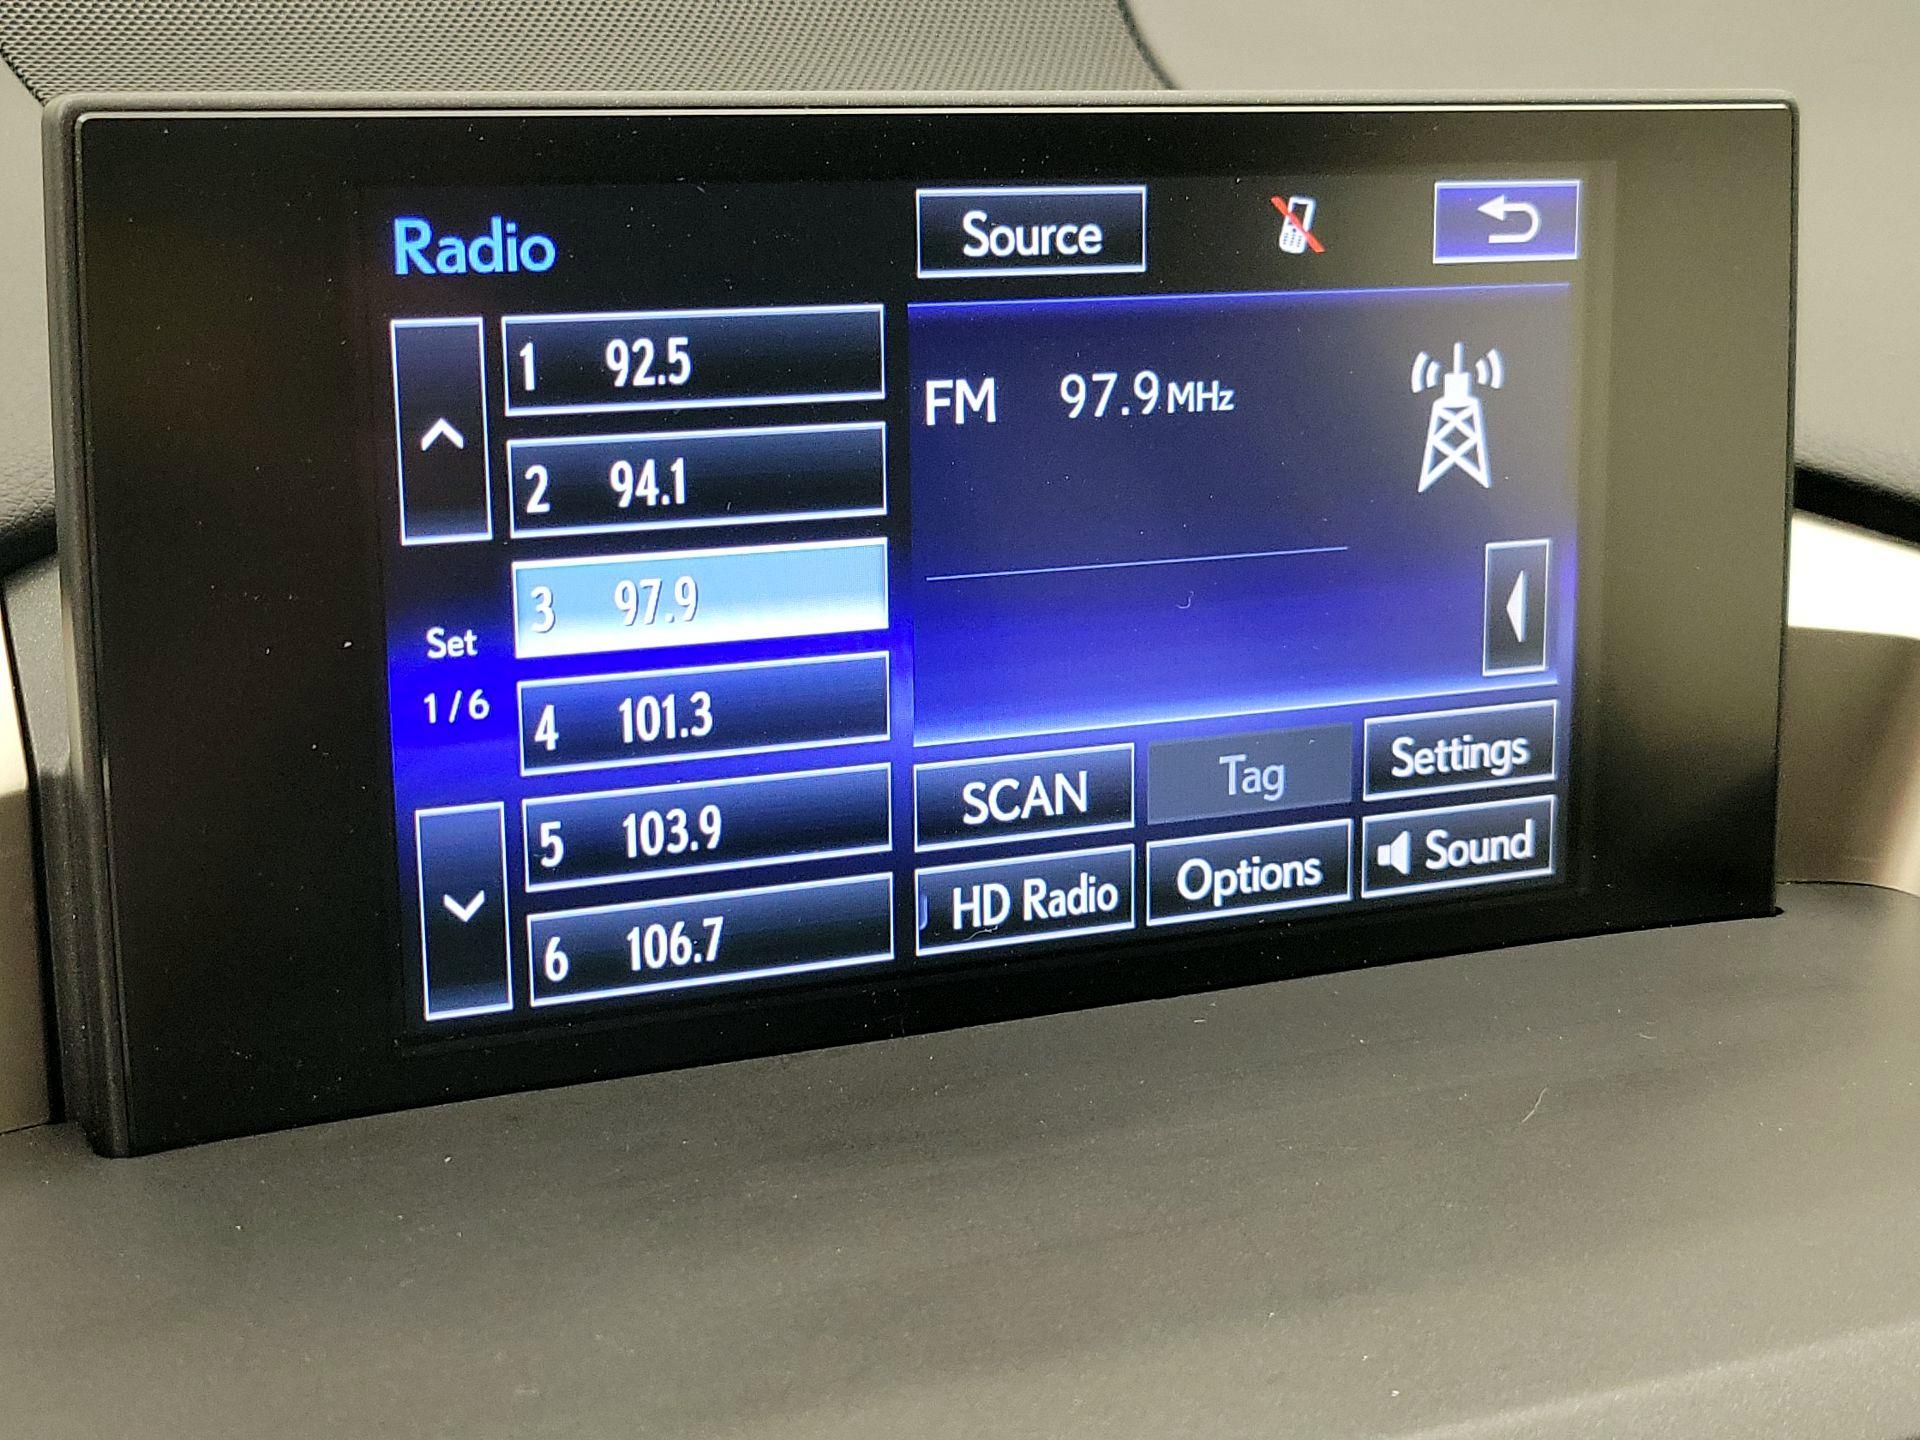 Radio
Source
1 92.5
2 94.1
3 97.9
4 101.3
5 103.9
6 106.7
Set
1/6
FM 97.9 MHz
SCAN
Tag
Settings
HD Radio
Options
Sound